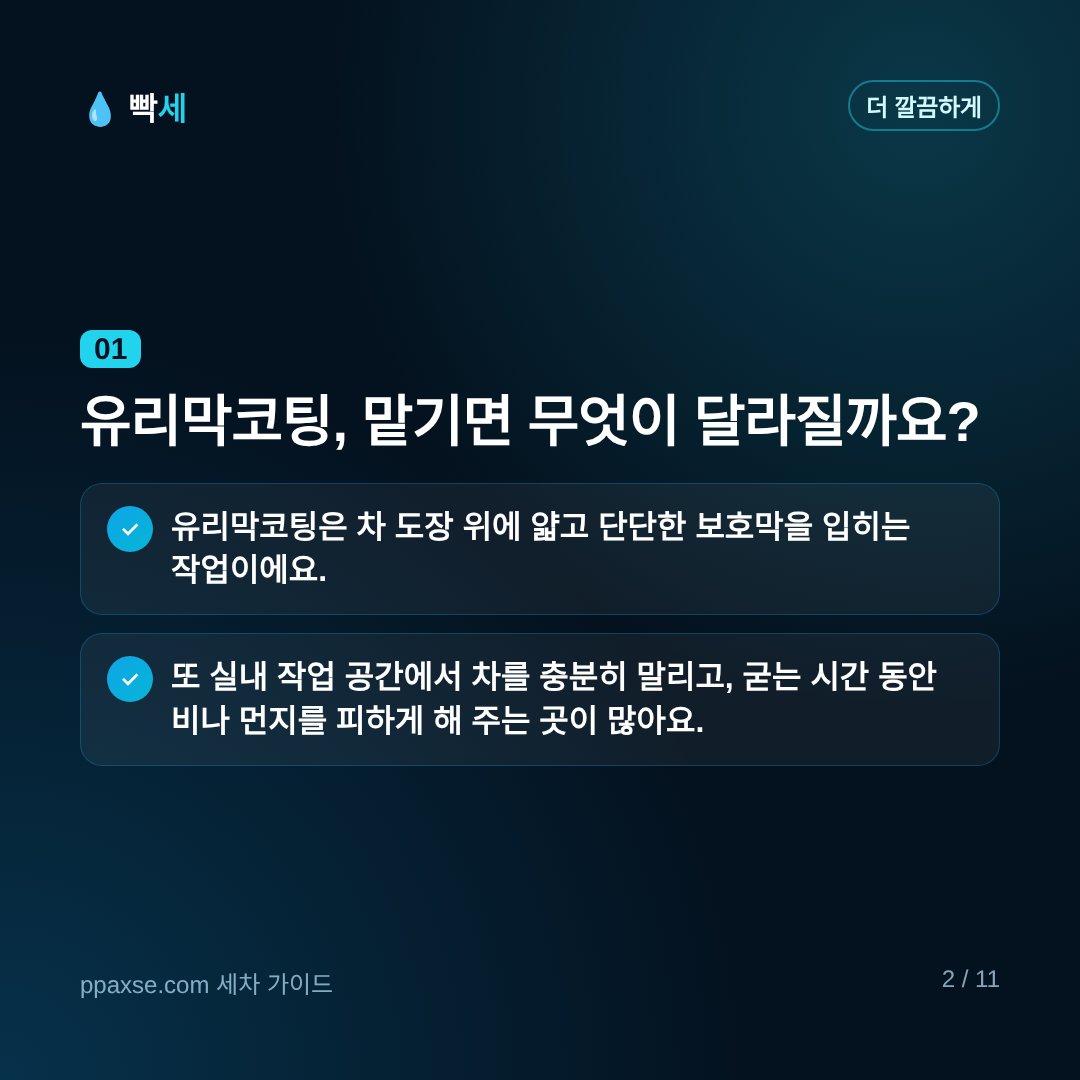 빡세
더 깔끔하게
01
유리막코팅, 맡기면 무엇이 달라질까요?
유리막코팅은 차 도장 위에 얇고 단단한 보호막을 입히는
작업이에요.
또 실내 작업 공간에서 차를 충분히 말리고, 굳는 시간 동안
비나 먼지를 피하게 해 주는 곳이 많아요.
ppaxse.com 세차 가이드
2 / 11